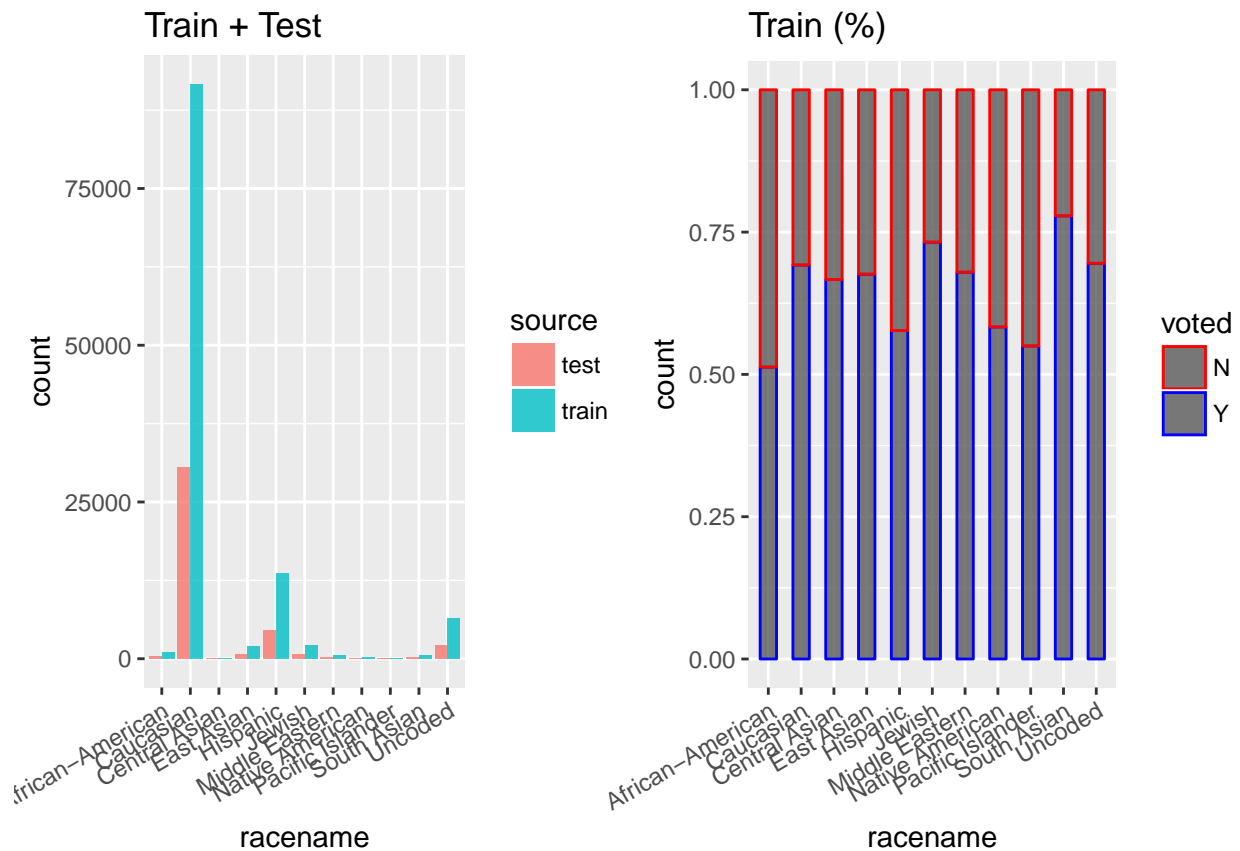 Train + Test
count
75000
50000
25000
0
African−American
Caucasian
Central Asian
East Asian
Hispanic
Jewish
Middle Eastern
Native American
Pacific Islander
South Asian
Uncoded
racename
source
test
train
Train (%)
count
1.00
0.75
0.50
0.25
0.00
African−American
Caucasian
Central Asian
East Asian
Hispanic
Jewish
Middle Eastern
Native American
Pacific Islander
South Asian
Uncoded
racename
voted
N
Y